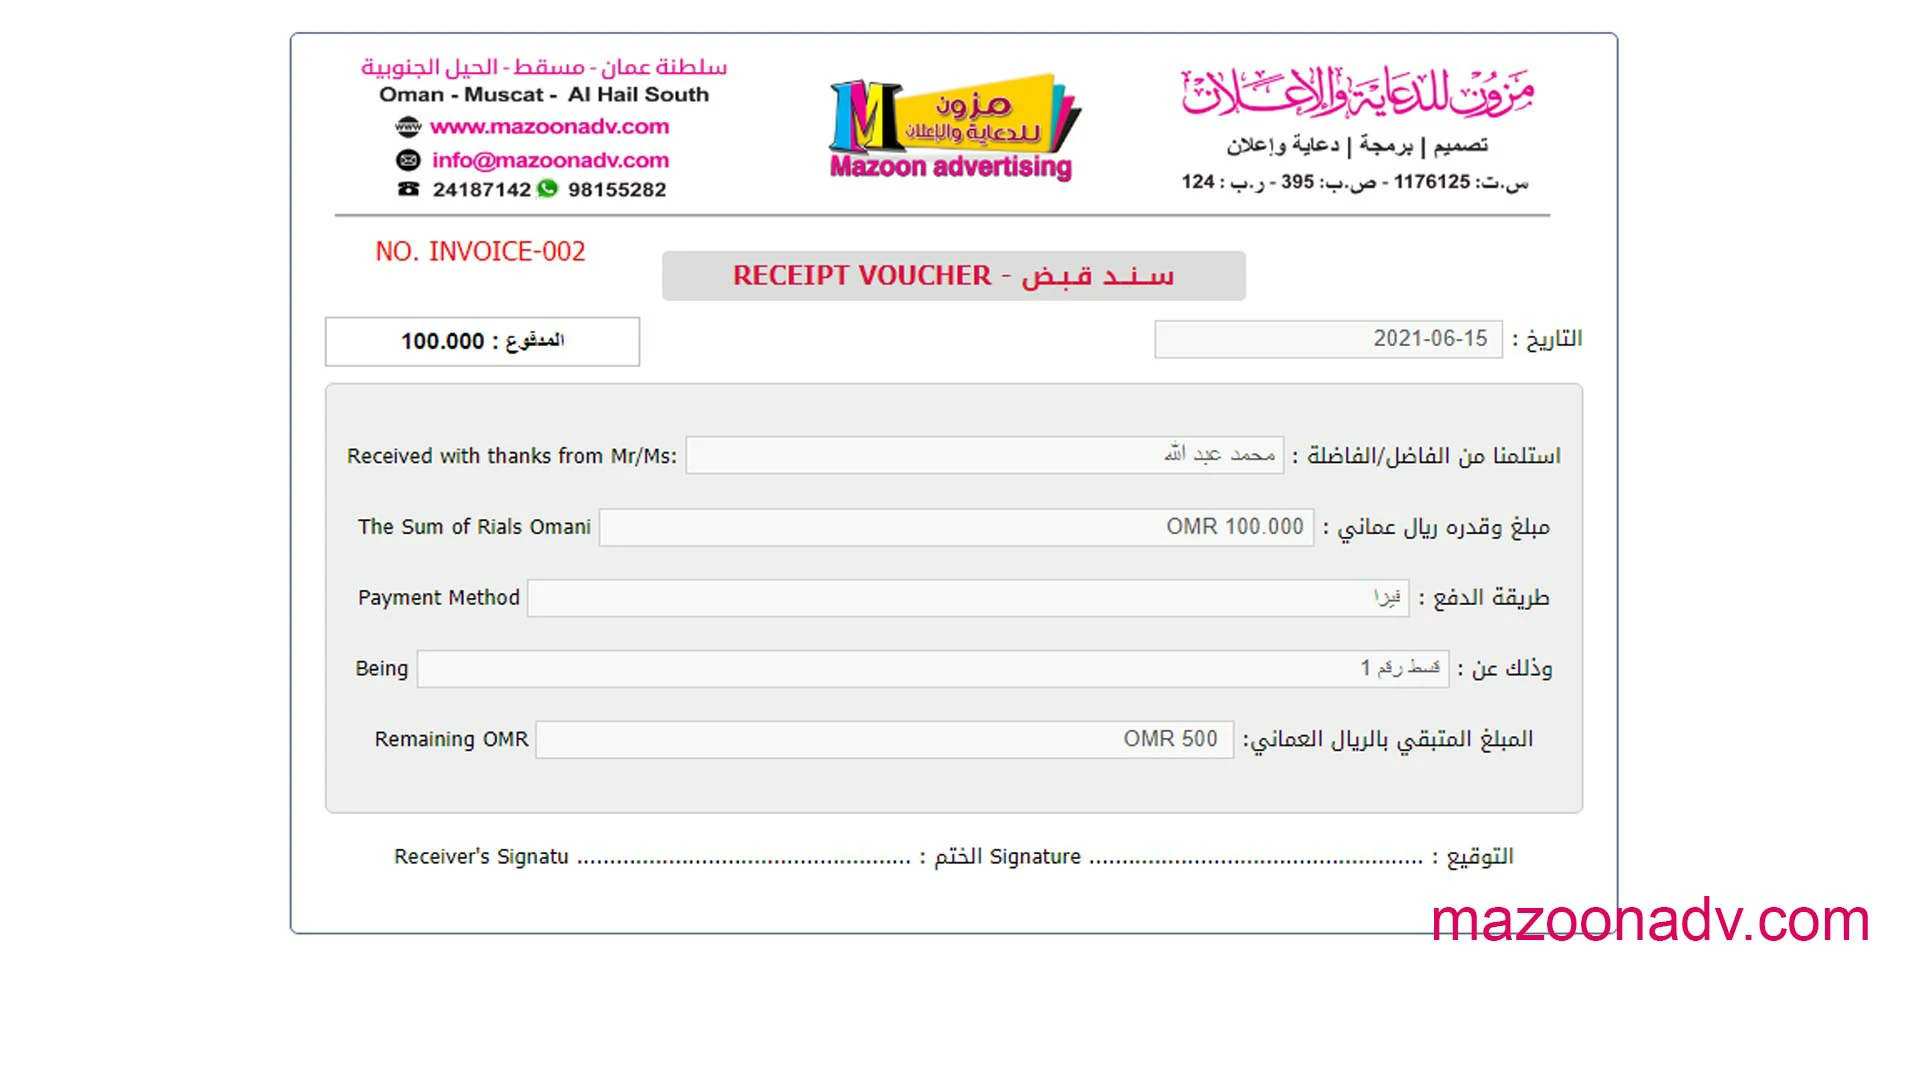 سلطنة عمان - مسقط - الحيل الجنوبية
Oman - Muscat - Al Hail South
www www.mazoonadv.com
info@mazoonadv.com
24187142 98155282
M مزون
للدعاية والإعلان
Mazoon advertising
مزون للدعاية والإعلان
تصميم | برمجة | دعاية وإعلان
س.ت: 1176125 - ص.ب: 395 - ر.ب : 124
NO. INVOICE-002
RECEIPT VOUCHER - سـنـد قـبـض
المدفوع : 100.000
التاريخ : 2021-06-15
Received with thanks from Mr/Ms: محمد عبد الله استلمنا من الفاضل/الفاضلة :
The Sum of Rials Omani OMR 100.000 مبلغ وقدره ريال عماني :
Payment Method فيزا طريقة الدفع :
Being قسط رقم 1 وذلك عن :
Remaining OMR OMR 500 المبلغ المتبقي بالريال العماني:
Receiver's Signatu .................................................. الختم : Signature .................................................. التوقيع :
mazoonadv.com